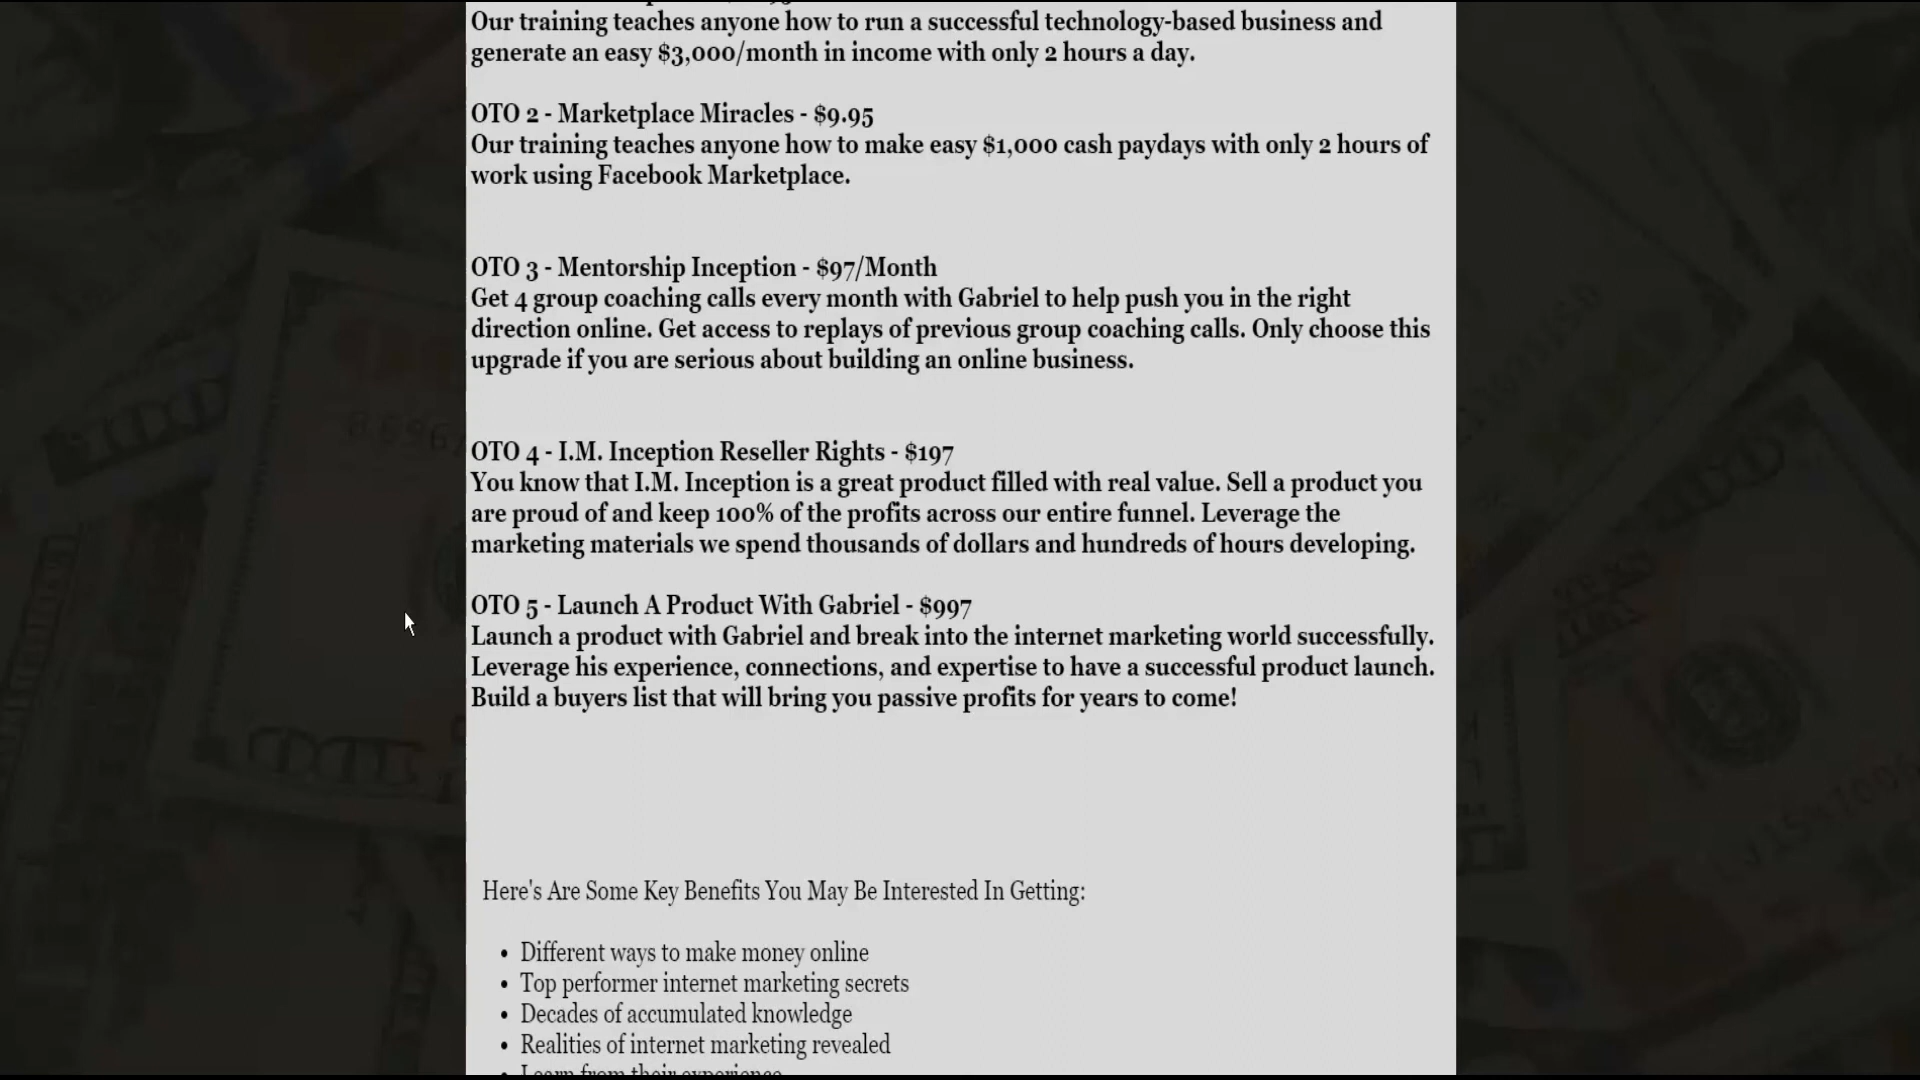 Our training teaches anyone how to run a successful technology-based business and
generate an easy $3,000/month in income with only 2 hours a day.
OTO 2 - Marketplace Miracles - $9.95
Our training teaches anyone how to make easy $1,000 cash paydays with only 2 hours of
work using Facebook Marketplace.
OTO 3 - Mentorship Inception - $97/Month
Get 4 group coaching calls every month with Gabriel to help push you in the right
direction online. Get access to replays of previous group coaching calls. Only choose this
upgrade if you are serious about building an online business.
OTO 4 - I.M. Inception Reseller Rights - $197
You know that I.M. Inception is a great product filled with real value. Sell a product you
are proud of and keep 100% of the profits across our entire funnel. Leverage the
marketing materials we spend thousands of dollars and hundreds of hours developing.
OTO 5 - Launch A Product With Gabriel - $997
Launch a product with Gabriel and break into the internet marketing world successfully.
Leverage his experience, connections, and expertise to have a successful product launch.
Build a buyers list that will bring you passive profits for years to come!
Here's Are Some Key Benefits You May Be Interested In Getting:
• Different ways to make money online
• Top performer internet marketing secrets
• Decades of accumulated knowledge
• Realities of internet marketing revealed
• Learn from their experience